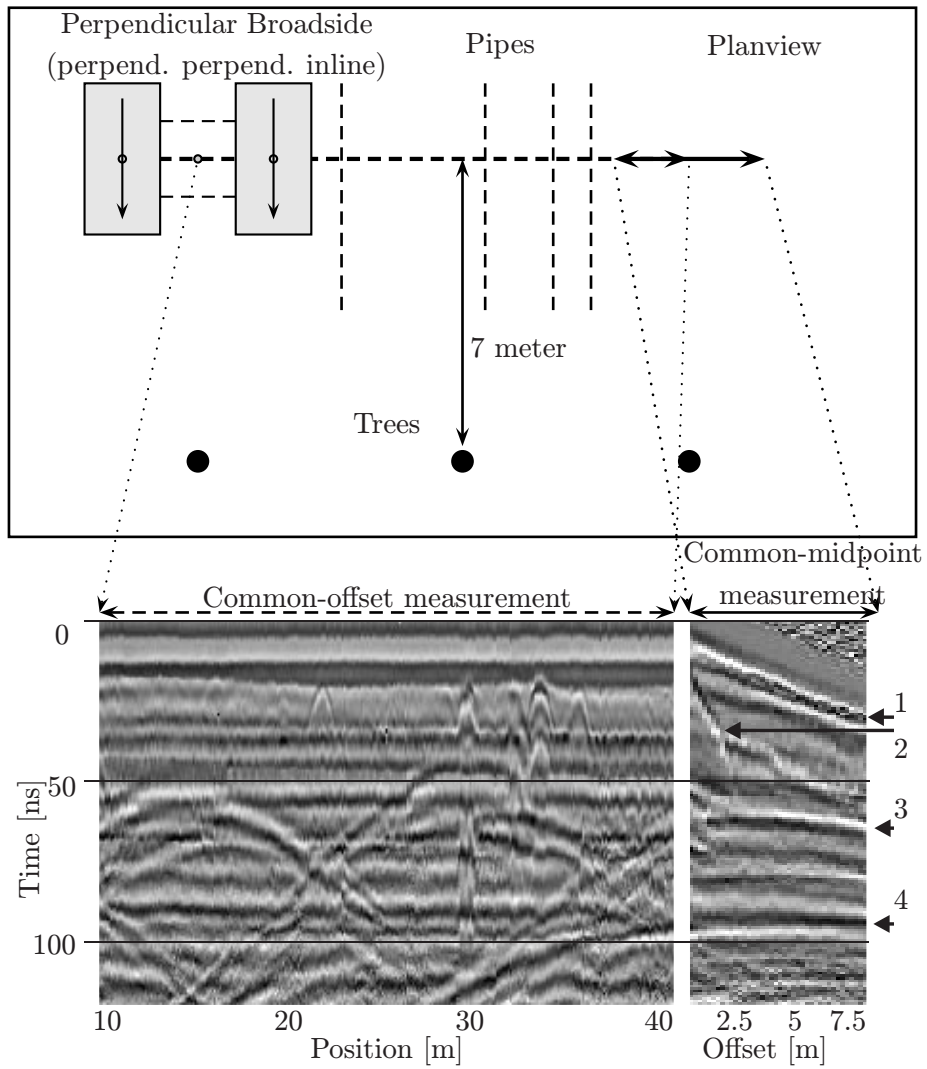 Perpendicular Broadside
(perpend. perpend. inline)
Pipes
Planview
7 meter
Trees
Common-offset measurement
Common-midpoint
measurement
0
50
100
Time [ns]
1
2
3
4
10
20
30
40
Position [m]
2.5
5
7.5
Offset [m]